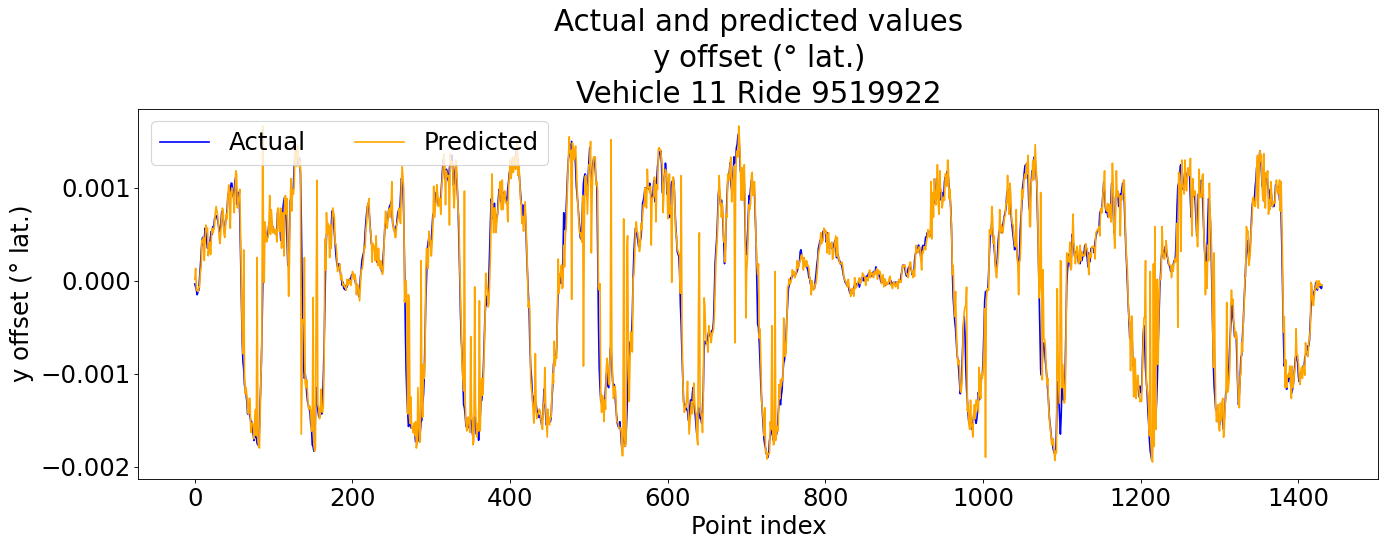 Actual and predicted values
y offset (° lat.)
Vehicle 11 Ride 9519922
Actual
Predicted
y offset (° lat.)
0.001
0.000
−0.001
−0.002
0
200
400
600
800
1000
1200
1400
Point index